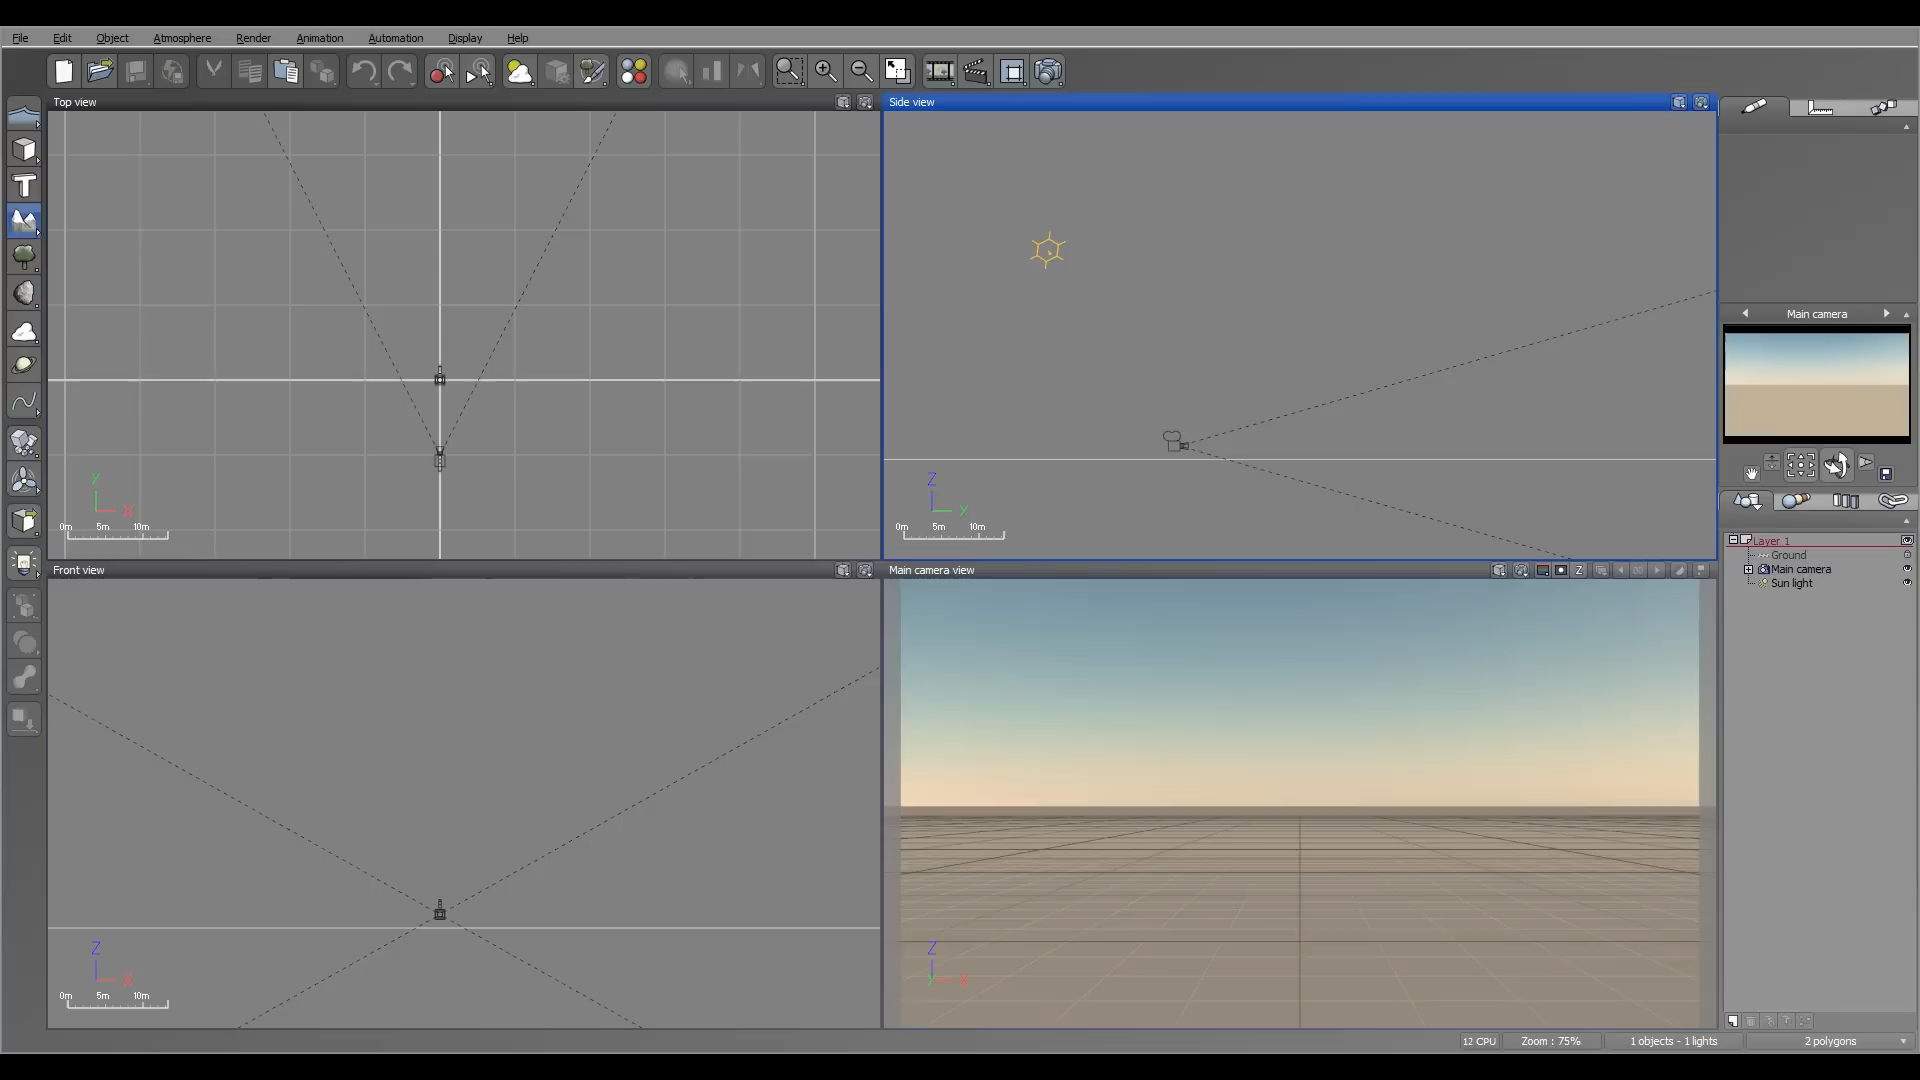 File Edit Object Atmosphere Render Animation Automation Display Help
Top view
Side view
y
x
0m 5m 10m
Z
y
0m 5m 10m
Main camera
Layer 1
Ground
Main camera
Sun light
Front view
Main camera view
Z
Z
X
0m 5m 10m
Z
Y
X
12 CPU
Zoom : 75%
1 objects - 1 lights
2 polygons